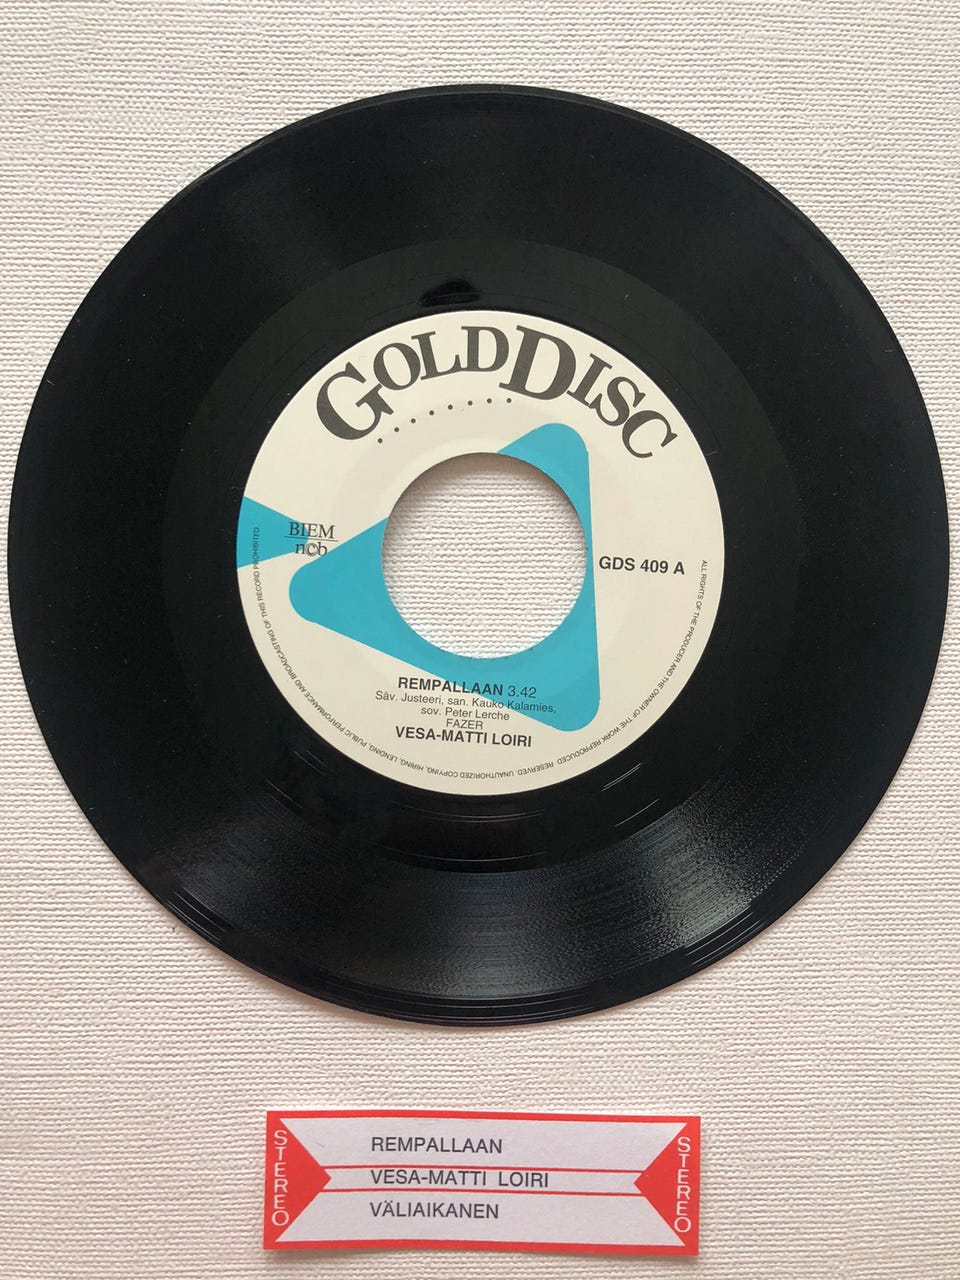 GOLDDISC
BIEM
n©b
GDS 409 A
REMPALLAAN 3.42
Säv. Justeeri, san. Kauko Kalamies,
sov. Peter Lerche
FAZER
VESA-MATTI LOIRI
ALL RIGHTS OF THE PRODUCER AND THE OWNER OF THE WORK REPRODUCED RESERVED. UNAUTHORIZED COPYING, HIRING, LENDING, PUBLIC PERFORMANCE AND BROADCASTING OF THIS RECORD PROHIBITED.
STEREO
REMPALLAAN
VESA-MATTI LOIRI
VÄLIAIKANEN
STEREO